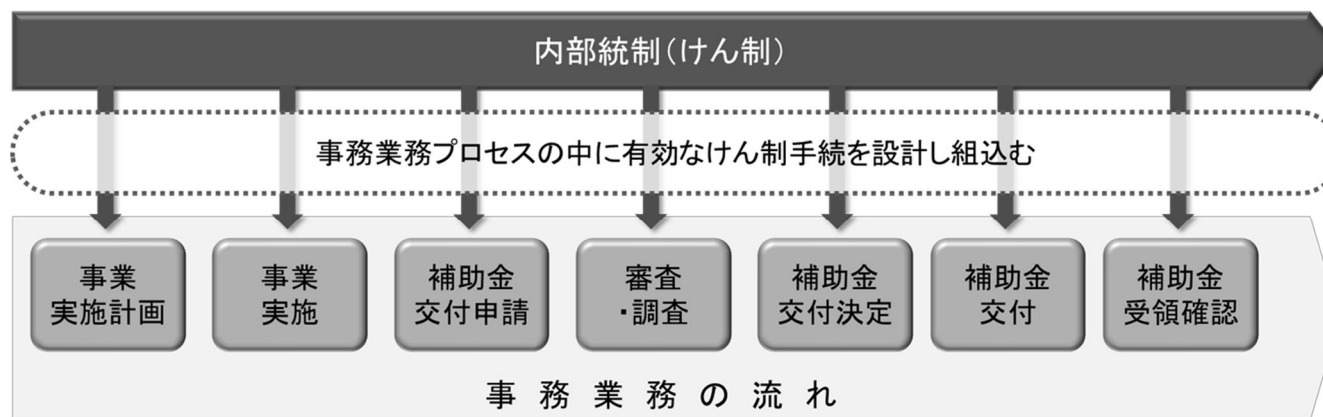 内部統制(けん制)
事務業務プロセスの中に有効なけん制手続を設計し組込む
事業
実施計画
事業
実施
補助金
交付申請
審査
・調査
補助金
交付決定
補助金
交付
補助金
受領確認
事務業務の流れ